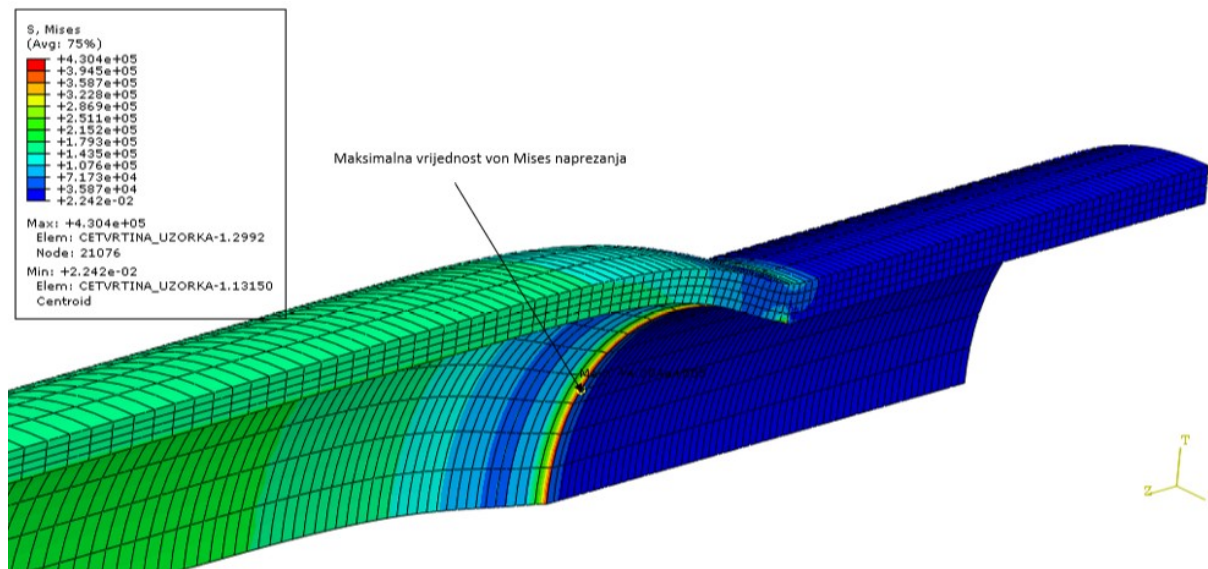 S, Mises
(Avg: 75%)
+4.304e+05
+3.945e+05
+3.587e+05
+3.228e+05
+2.869e+05
+2.511e+05
+2.152e+05
+1.793e+05
+1.435e+05
+1.076e+05
+7.173e+04
+3.587e+04
+2.242e-02
Max: +4.304e+05
Elem: CETVRTINA_UZORKA-1.2992
Node: 21076
Min: +2.242e-02
Elem: CETVRTINA_UZORKA-1.13150
Centroid
Maksimalna vrijednost von Mises naprezanja
T
Z